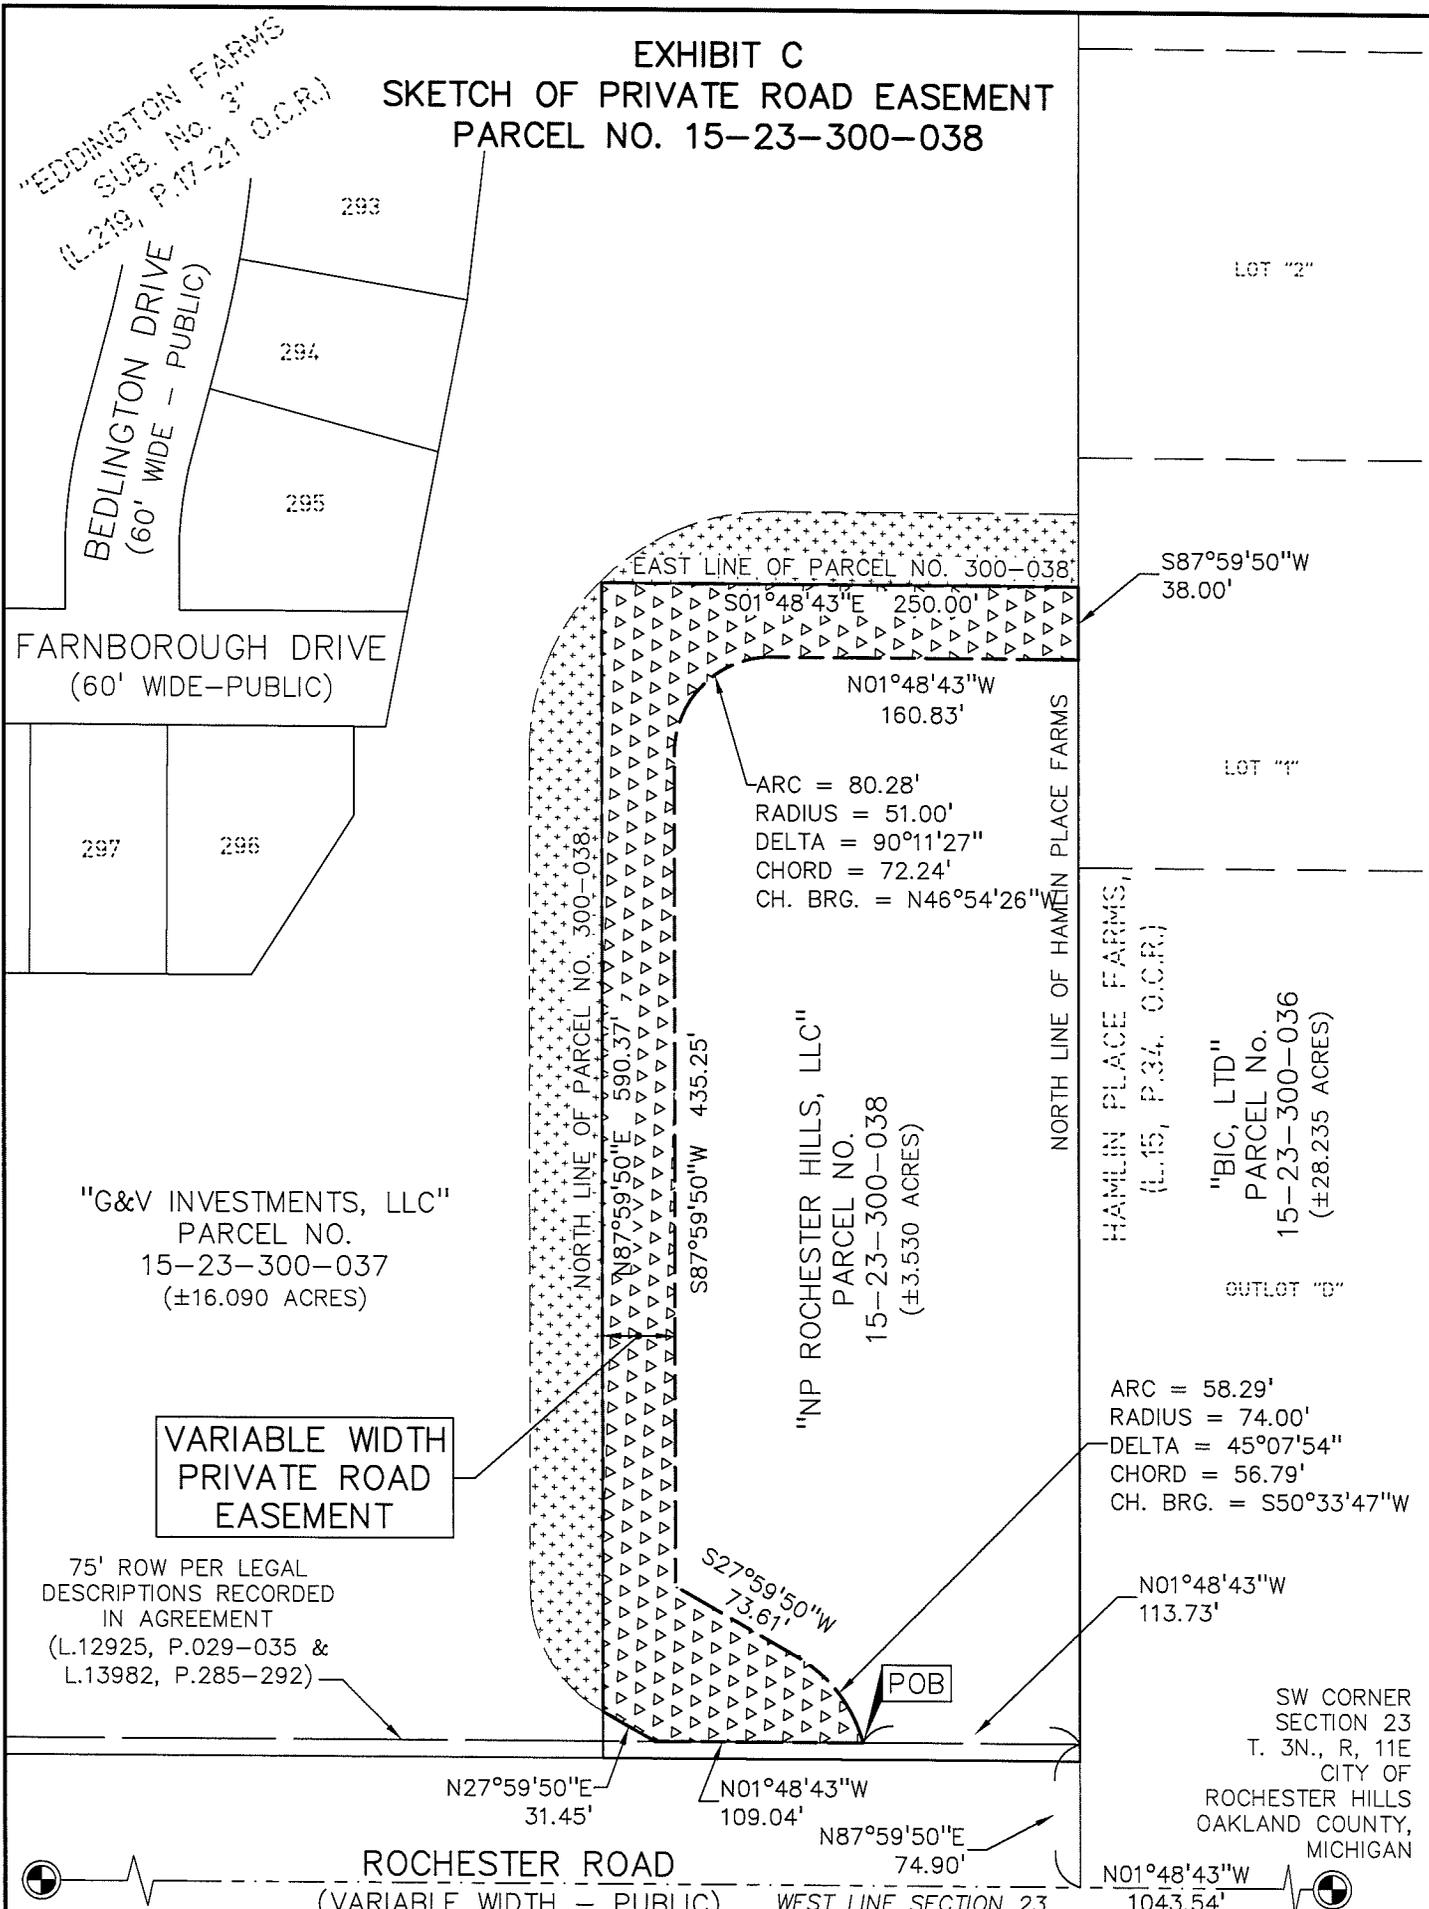 EXHIBIT C
SKETCH OF PRIVATE ROAD EASEMENT
PARCEL NO. 15-23-300-038
"EDDINGTON FARMS
SUB. No. 3"
(L.219, P.17-21 O.C.R.)
293
294
295
BEDLINGTON DRIVE
(60' WIDE - PUBLIC)
FARNBOROUGH DRIVE
(60' WIDE-PUBLIC)
297
296
LOT "2"
EAST LINE OF PARCEL NO. 300-038
S01°48'43"E 250.00'
S87°59'50"W
38.00'
N01°48'43"W
160.83'
LOT "1"
ARC = 80.28'
RADIUS = 51.00'
DELTA = 90°11'27"
CHORD = 72.24'
CH. BRG. = N46°54'26"W
NORTH LINE OF HAMLIN PLACE FARMS
HAMLIN PLACE FARMS,
(L.15, P.34, O.C.R.)
"BIC, LTD"
PARCEL No.
15-23-300-036
(±28.235 ACRES)
OUTLOT "D"
NORTH LINE OF PARCEL NO. 300-038
N87°59'50"E 590.37'
S87°59'50"W 435.25'
"NP ROCHESTER HILLS, LLC"
PARCEL NO.
15-23-300-038
(±3.530 ACRES)
"G&V INVESTMENTS, LLC"
PARCEL NO.
15-23-300-037
(±16.090 ACRES)
VARIABLE WIDTH
PRIVATE ROAD
EASEMENT
ARC = 58.29'
RADIUS = 74.00'
DELTA = 45°07'54"
CHORD = 56.79'
CH. BRG. = S50°33'47"W
75' ROW PER LEGAL
DESCRIPTIONS RECORDED
IN AGREEMENT
(L.12925, P.029-035 &
L.13982, P.285-292)
S27°59'50"W
73.61'
N01°48'43"W
113.73'
POB
SW CORNER
SECTION 23
T. 3N., R, 11E
CITY OF
ROCHESTER HILLS
OAKLAND COUNTY,
MICHIGAN
N27°59'50"E
31.45'
N01°48'43"W
109.04'
N87°59'50"E
74.90'
ROCHESTER ROAD
(VARIABLE WIDTH - PUBLIC)
WEST LINE SECTION 23
N01°48'43"W
1043.54'